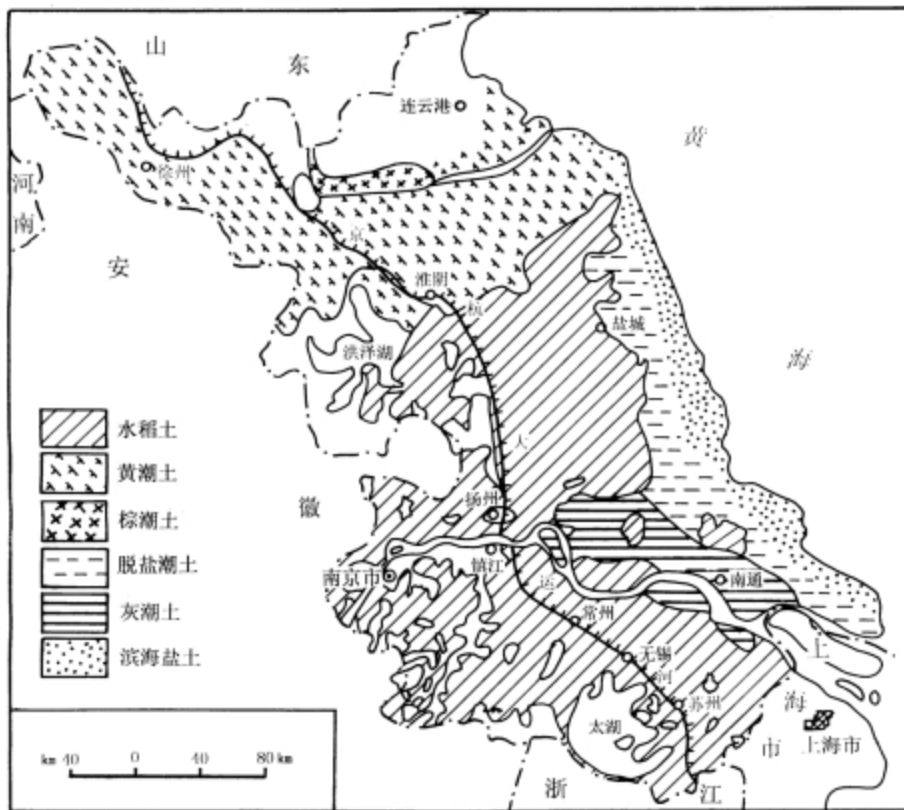 山
东
连云港
黄
徐州
河
南
京
安
淮阴
杭
盐城
洪泽湖
海
水稻土
大
黄潮土
徽
扬州
棕潮土
脱盐潮土
镇江
南京市
运
南通
灰潮土
常州
上
滨海盐土
无锡
河
苏州
海
太湖
市
上海市
km 40 0 40 80 km
浙
江